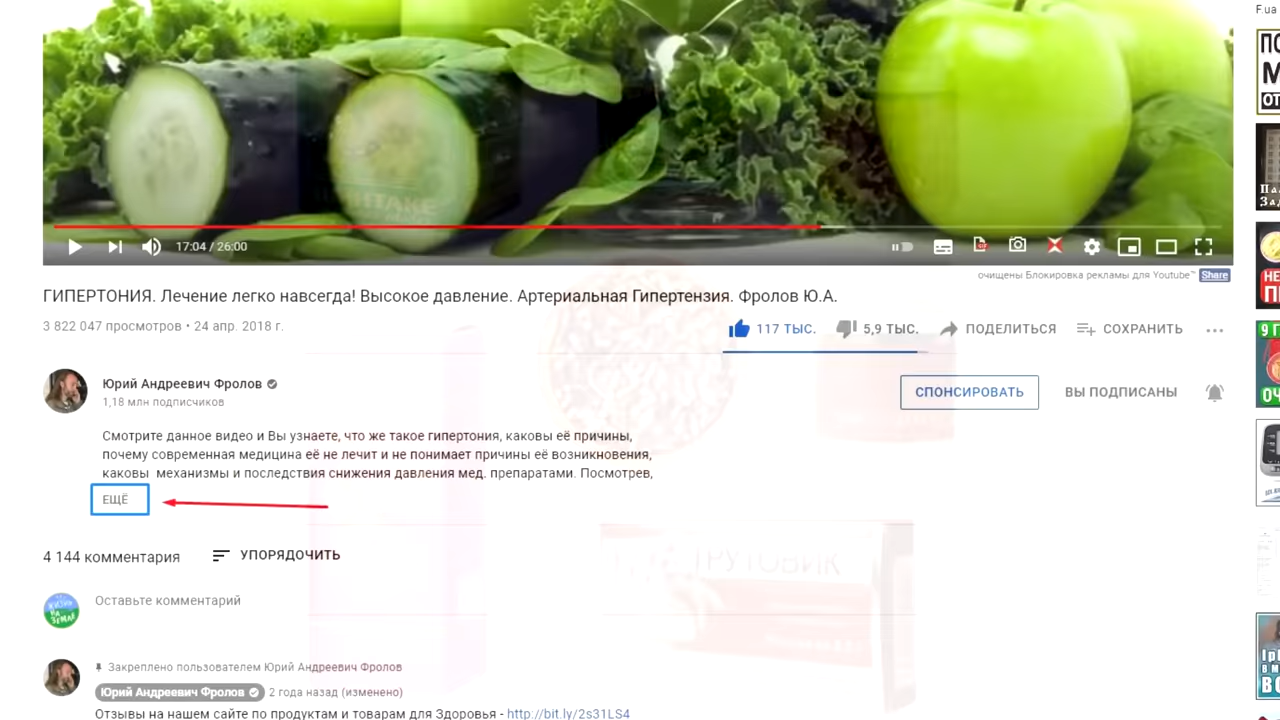 F.ua
17:04 / 26:00
очищены Блокировка рекламы для Youtube™ Share
ГИПЕРТОНИЯ. Лечение легко навсегда! Высокое давление. Артериальная Гипертензия. Фролов Ю.А.
3 822 047 просмотров • 24 апр. 2018 г.
117 ТЫС. 5,9 ТЫС. ПОДЕЛИТЬСЯ СОХРАНИТЬ
Юрий Андреевич Фролов
1,18 млн подписчиков
СПОНСИРОВАТЬ ВЫ ПОДПИСАНЫ
Смотрите данное видео и Вы узнаете, что же такое гипертония, каковы её причины,
почему современная медицина её не лечит и не понимает причины её возникновения,
каковы механизмы и последствия снижения давления мед. препаратами. Посмотрев,
ЕЩЁ
4 144 комментария УПОРЯДОЧИТЬ
ТРУТОВИК
ЖИЗНЬ
НА
ЗЕМЛЕ
Оставьте комментарий
Закреплено пользователем Юрий Андреевич Фролов
Юрий Андреевич Фролов 2 года назад (изменено)
Отзывы на нашем сайте по продуктам и товарам для Здоровья - http://bit.ly/2s31LS4